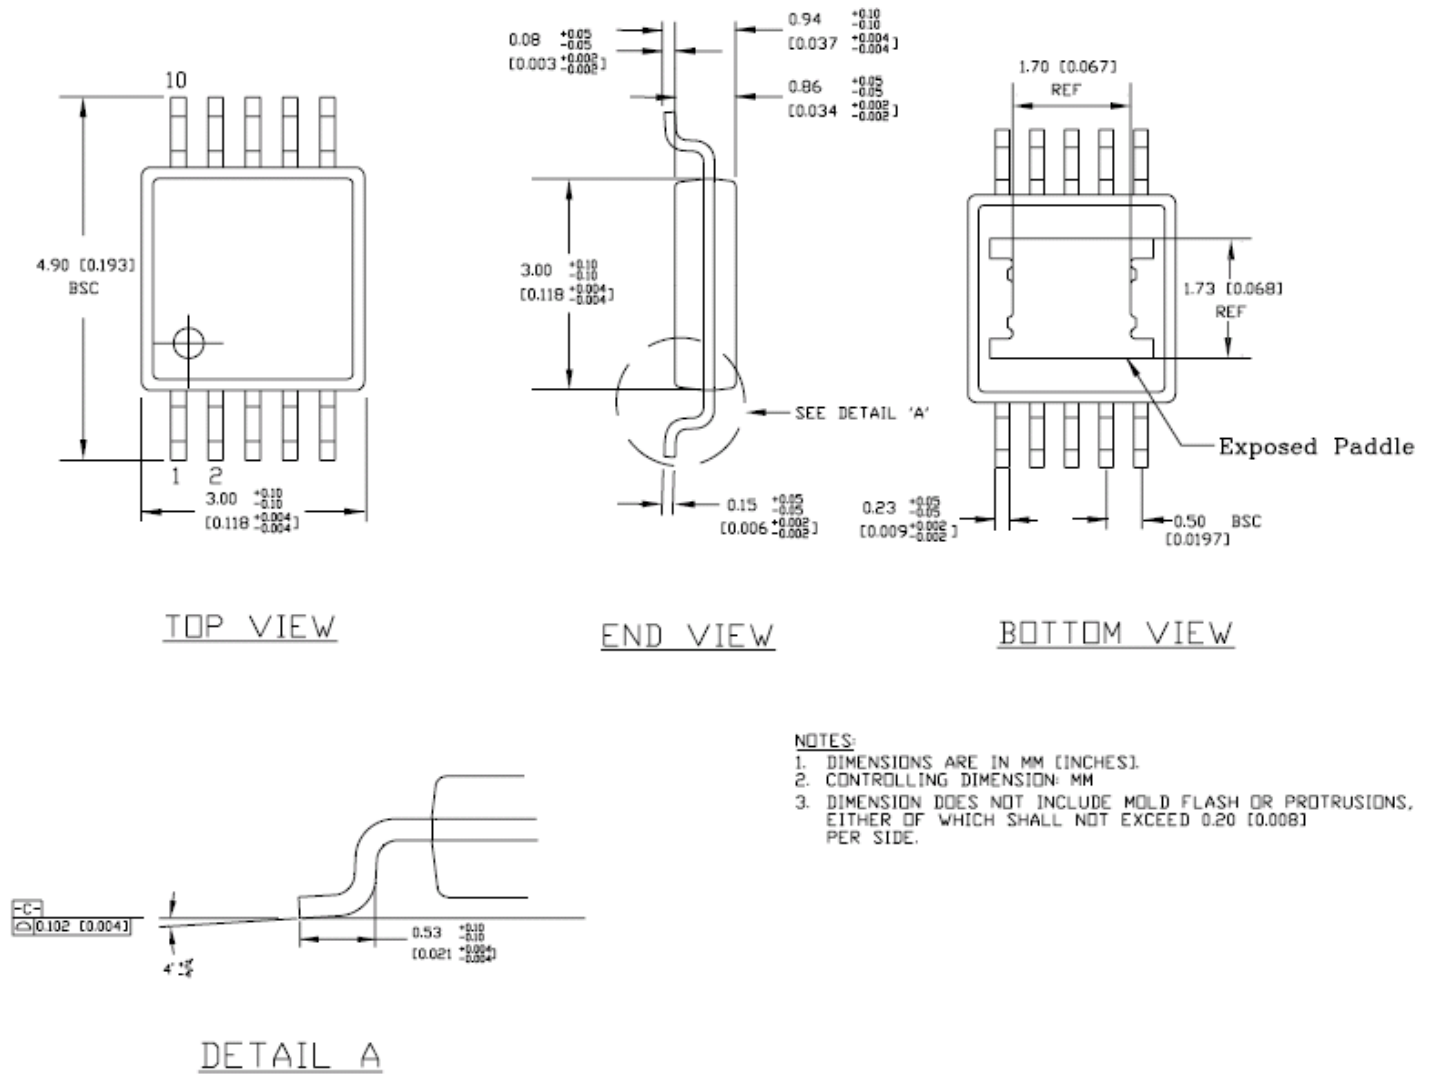 10
4.90 [0.193]
BSC
1 2
3.00 +0.10 -0.10
[0.118 +0.004 -0.004]
TOP VIEW
0.08 +0.05 -0.05
[0.003 +0.002 -0.002]
0.94 +0.10 -0.10
[0.037 +0.004 -0.004]
0.86 +0.05 -0.05
[0.034 +0.002 -0.002]
3.00 +0.10 -0.10
[0.118 +0.004 -0.004]
SEE DETAIL 'A'
0.15 +0.05 -0.05
[0.006 +0.002 -0.002]
END VIEW
1.70 [0.067]
REF
1.73 [0.068]
REF
Exposed Paddle
0.23 +0.05 -0.05
[0.009 +0.002 -0.002]
0.50 BSC
[0.0197]
BOTTOM VIEW
-C-
0.102 [0.004]
4°
0.53 +0.10 -0.10
[0.021 +0.004 -0.004]
DETAIL A
NOTES:
1. DIMENSIONS ARE IN MM [INCHES].
2. CONTROLLING DIMENSION: MM
3. DIMENSION DOES NOT INCLUDE MOLD FLASH OR PROTRUSIONS,
EITHER OF WHICH SHALL NOT EXCEED 0.20 [0.008]
PER SIDE.